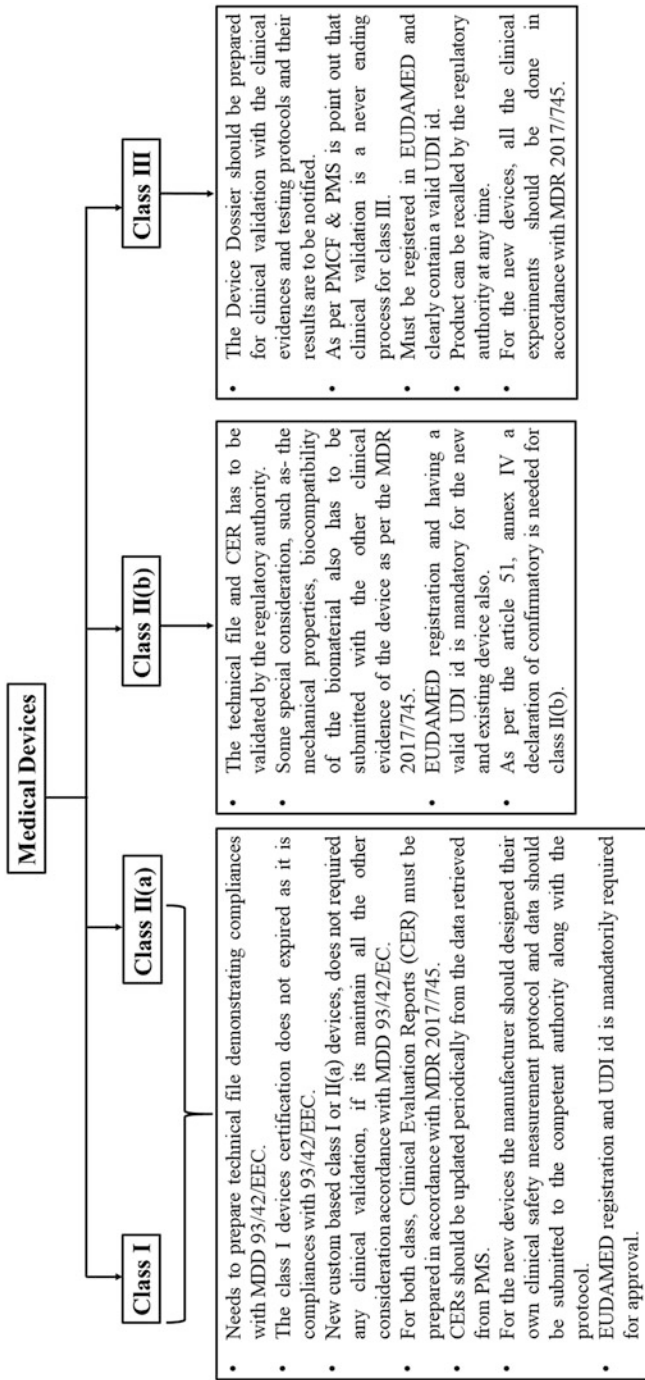 Medical Devices
Class I
Class II(a)
Class II(b)
Class III
• Needs to prepare technical file demonstrating compliances
with MDD 93/42/EEC.
• The class I devices certification does not expired as it is
compliances with 93/42/EEC.
• New custom based class I or II(a) devices, does not required
any clinical validation, if its maintain all the other
consideration accordance with MDD 93/42/EC.
• For both class, Clinical Evaluation Reports (CER) must be
prepared in accordance with MDR 2017/745.
• CERs should be updated periodically from the data retrieved
from PMS.
• For the new devices the manufacturer should designed their
own clinical safety measurement protocol and data should
be submitted to the competent authority along with the
protocol.
• EUDAMED registration and UDI id is mandatorily required
for approval.
• The technical file and CER has to be
validated by the regulatory authority.
• Some special consideration, such as- the
mechanical properties, biocompatibility
of the biomaterial also has to be
submitted with the other clinical
evidence of the device as per the MDR
2017/745.
• EUDAMED registration and having a
valid UDI id is mandatory for the new
and existing device also.
• As per the article 51, annex IV a
declaration of confirmatory is needed for
class II(b).
• The Device Dossier should be prepared
for clinical validation with the clinical
evidences and testing protocols and their
results are to be notified.
• As per PMCF & PMS is point out that
clinical validation is a never ending
process for class III.
• Must be registered in EUDAMED and
clearly contain a valid UDI id.
• Product can be recalled by the regulatory
authority at any time.
• For the new devices, all the clinical
experiments should be done in
accordance with MDR 2017/745.